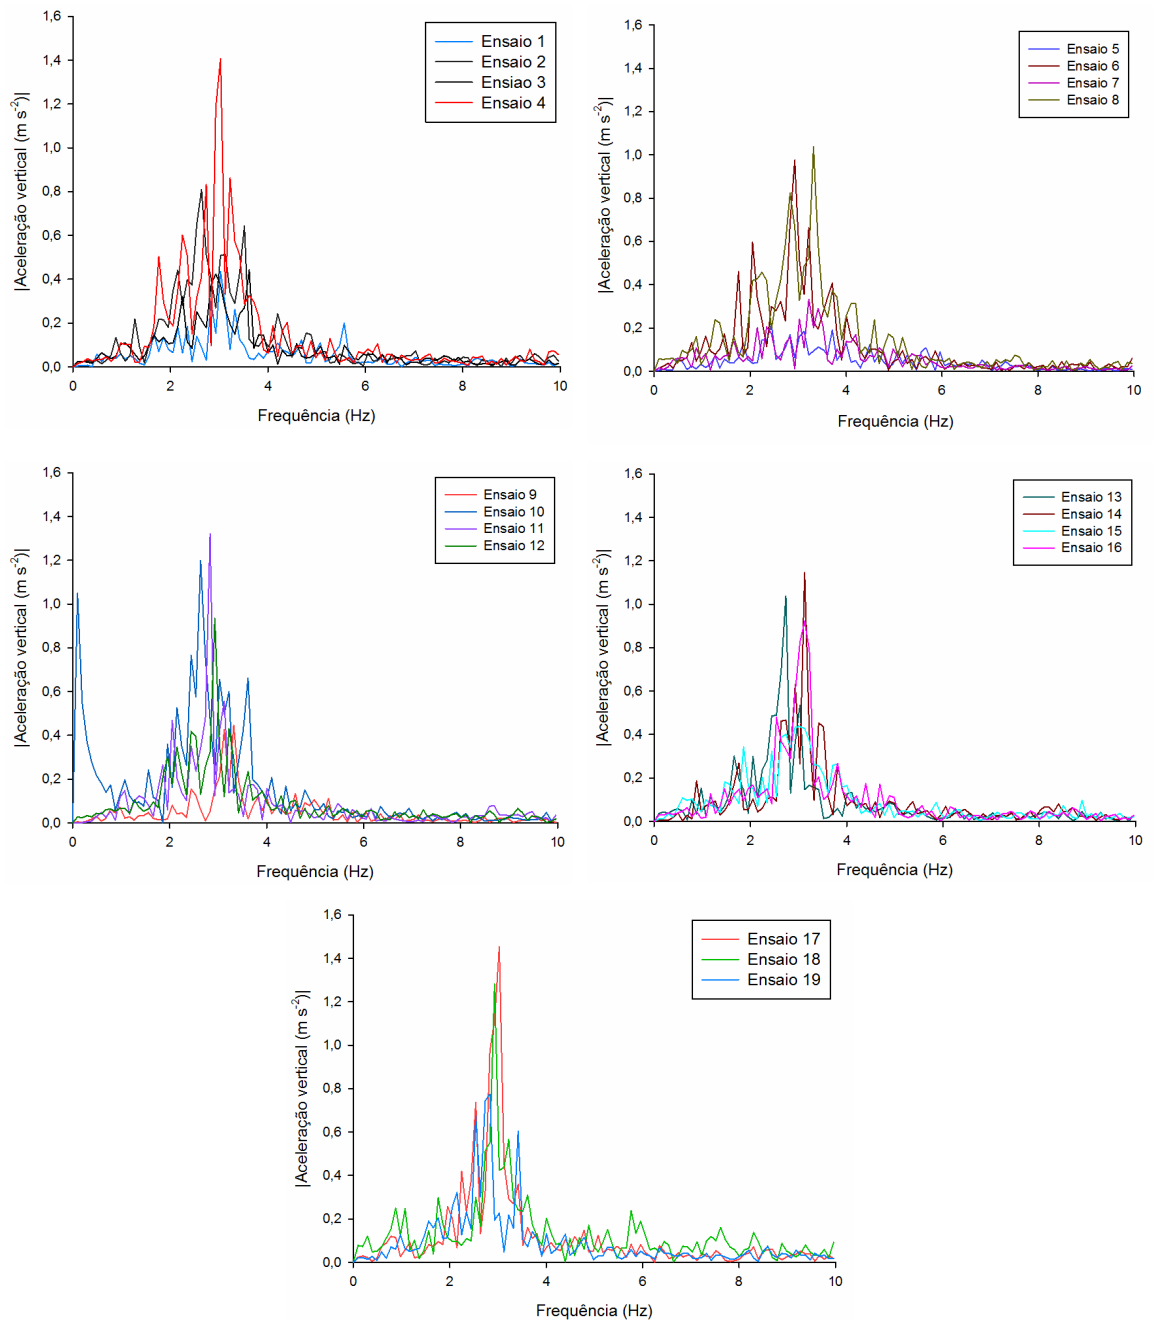 1,6
1,4
1,2
1,0
0,8
0,6
0,4
0,2
0,0
|Aceleração vertical (m s-2)|
0 2 4 6 8 10
Frequência (Hz)
Ensaio 1
Ensaio 2
Ensiao 3
Ensaio 4
1,6
1,4
1,2
1,0
0,8
0,6
0,4
0,2
0,0
|Aceleração vertical (m s-2)|
0 2 4 6 8 10
Frequência (Hz)
Ensaio 5
Ensaio 6
Ensaio 7
Ensaio 8
1,6
1,4
1,2
1,0
0,8
0,6
0,4
0,2
0,0
|Aceleração vertical (m s-2)|
0 2 4 6 8 10
Frequência (Hz)
Ensaio 9
Ensaio 10
Ensaio 11
Ensaio 12
1,6
1,4
1,2
1,0
0,8
0,6
0,4
0,2
0,0
|Aceleração vertical (m s-2)|
0 2 4 6 8 10
Frequência (Hz)
Ensaio 13
Ensaio 14
Ensaio 15
Ensaio 16
1,6
1,4
1,2
1,0
0,8
0,6
0,4
0,2
0,0
|Aceleração vertical (m s-2)|
0 2 4 6 8 10
Frequência (Hz)
Ensaio 17
Ensaio 18
Ensaio 19